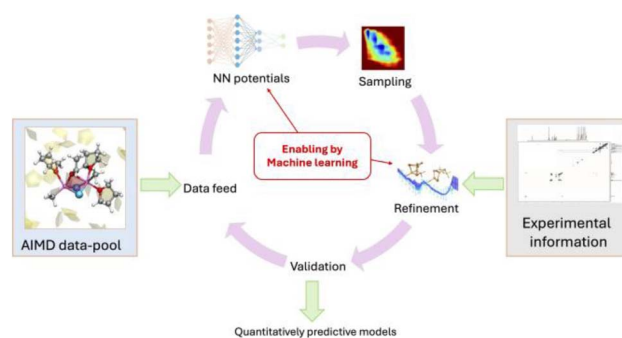 NN potentials
Sampling
Enabling by
Machine learning
Data feed
Refinement
AIMD data-pool
Experimental
information
Validation
Quantitatively predictive models